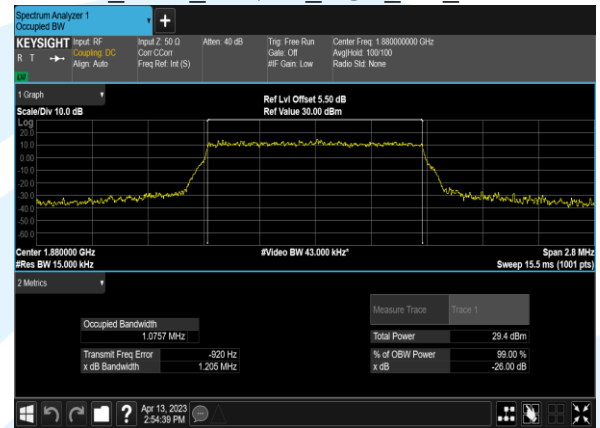 Spectrum Analyzer 1
Occupied BW
KEYSIGHT Input: RF Input Z: 50 Ω Atten: 40 dB Trig: Free Run Center Freq: 1.880000000 GHz
R T Coupling: DC Corr CCorr Gate: Off Avg|Hold: 100/100
Align: Auto Freq Ref: Int (S) #IF Gain: Low Radio Std: None
1 Graph
Ref Lvl Offset 5.50 dB
Scale/Div 10.0 dB Ref Value 30.00 dBm
Log
20.0
10.0
0.00
-10.0
-20.0
-30.0
-40.0
-50.0
-60.0
Center 1.880000 GHz #Video BW 43.000 kHz* Span 2.8 MHz
#Res BW 15.000 kHz Sweep 15.5 ms (1001 pts)
2 Metrics
Measure Trace Trace 1
Occupied Bandwidth
1.0757 MHz
Total Power 29.4 dBm
Transmit Freq Error -920 Hz % of OBW Power 99.00 %
x dB Bandwidth 1.205 MHz x dB -26.00 dB
?
Apr 13, 2023
2:54:39 PM